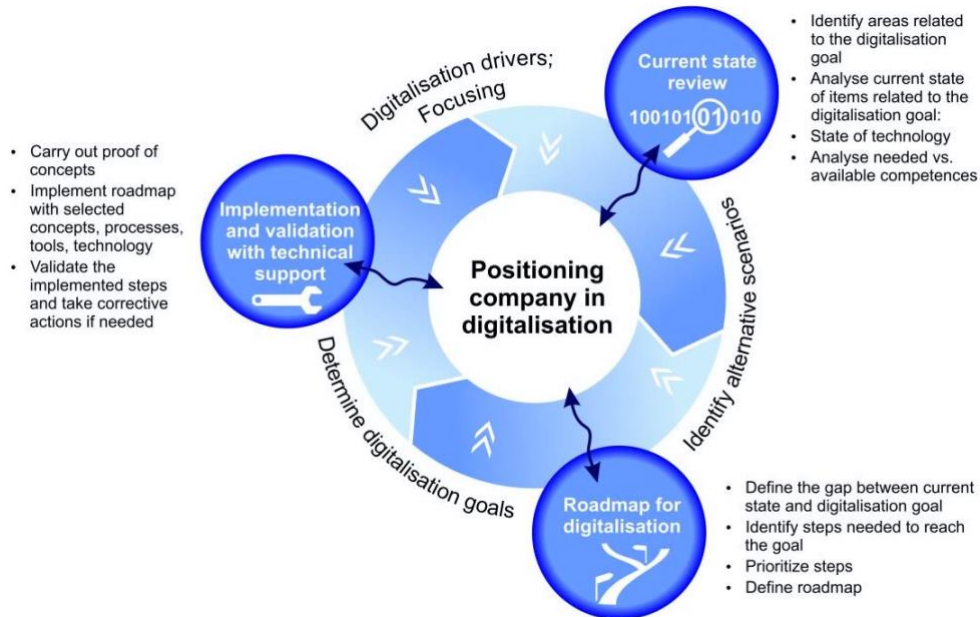 Digitalisation drivers;
Focusing
Current state
review
100101 01 010
• Identify areas related
to the digitalisation
goal
• Analyse current state
of items related to the
digitalisation goal:
• State of technology
• Analyse needed vs.
available competences
• Carry out proof of
concepts
• Implement roadmap
with selected
concepts, processes,
tools, technology
• Validate the
implemented steps
and take corrective
actions if needed
Implementation
and validation
with technical
support
Positioning
company in
digitalisation
Identify alternative scenarios
Determine digitalisation goals
Roadmap for
digitalisation
• Define the gap between current
state and digitalisation goal
• Identify steps needed to reach
the goal
• Prioritize steps
• Define roadmap